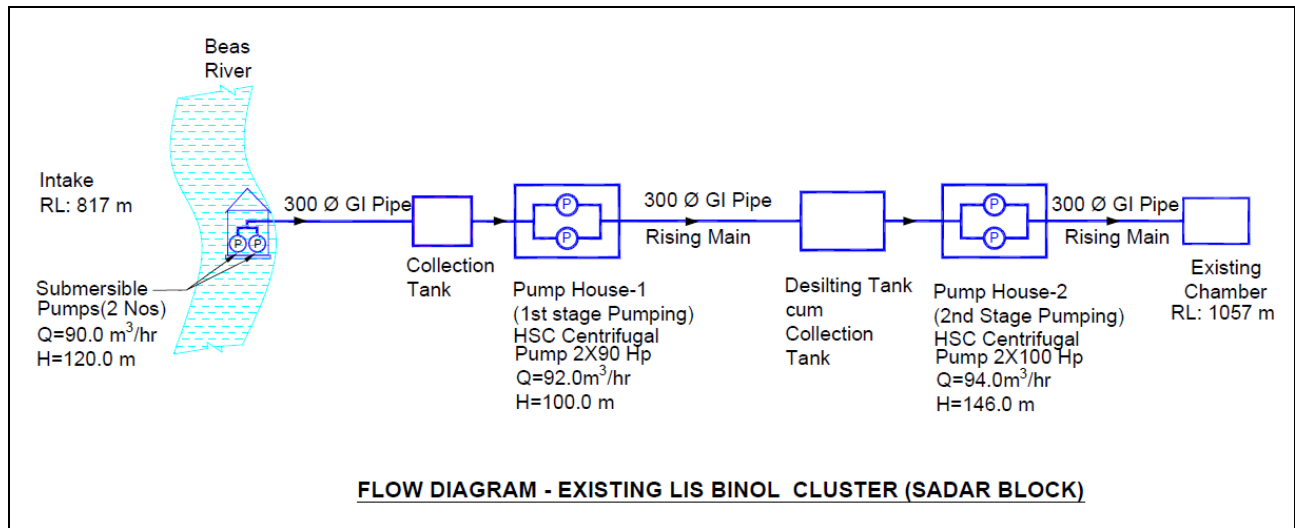 Beas
River
Intake
RL: 817 m
Submersible
Pumps(2 Nos)
Q=90.0 m³/hr
H=120.0 m
P
P
300 Ø GI Pipe
Collection
Tank
P
P
Pump House-1
(1st stage Pumping)
HSC Centrifugal
Pump 2X90 Hp
Q=92.0m³/hr
H=100.0 m
300 Ø GI Pipe
Rising Main
Desilting Tank
cum
Collection
Tank
P
P
Pump House-2
(2nd Stage Pumping)
HSC Centrifugal
Pump 2X100 Hp
Q=94.0m³/hr
H=146.0 m
300 Ø GI Pipe
Rising Main
Existing
Chamber
RL: 1057 m
FLOW DIAGRAM - EXISTING LIS BINOL CLUSTER (SADAR BLOCK)